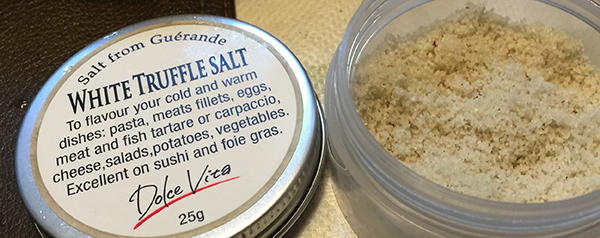 Salt from Guérande
WHITE TRUFFLE SALT
To flavour your cold and warm
dishes: pasta, meats fillets, eggs,
meat and fish tartare or carpaccio,
cheese,salads,potatoes, vegetables.
Excellent on sushi and foie gras.
Dolce Vita
25g